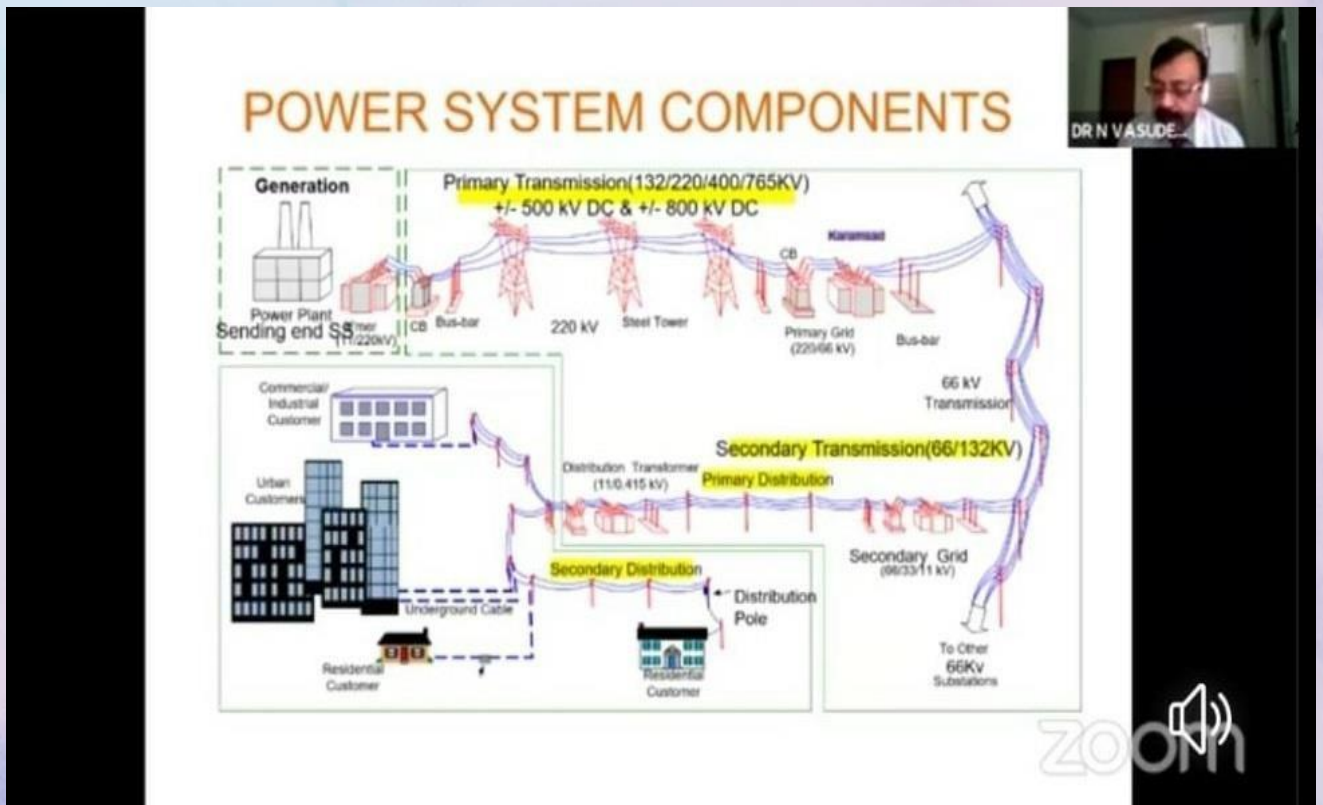 POWER SYSTEM COMPONENTS
DR N VASUDE...
Generation
Primary Transmission(132/220/400/765KV)
+/- 500 kV DC & +/- 800 kV DC
Karamsad
CB
Power Plant
Sending end SS
(11/220kV)
CB
Bus-bar
220 kV
Steel Tower
Primary Grid
(220/66 kV)
Bus-bar
66 kV
Transmission
Commercial/
Industrial
Customer
Secondary Transmission(66/132KV)
Distribution Transformer
(11/0.415 kV)
Primary Distribution
Urban
Customers
Secondary Grid
(66/33/11 kV)
Secondary Distribution
Distribution
Pole
Underground Cable
Residential
Customer
Residential
Customer
To Other
66Kv
Substations
zoom